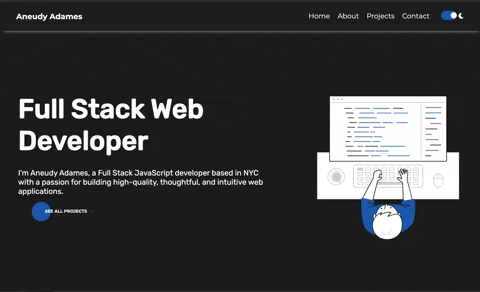 Aneudy Adames
Home About Projects Contact
Full Stack Web
Developer
I'm Aneudy Adames, a Full Stack JavaScript developer based in NYC
with a passion for building high-quality, thoughtful, and intuitive web
applications.
SEE ALL PROJECTS